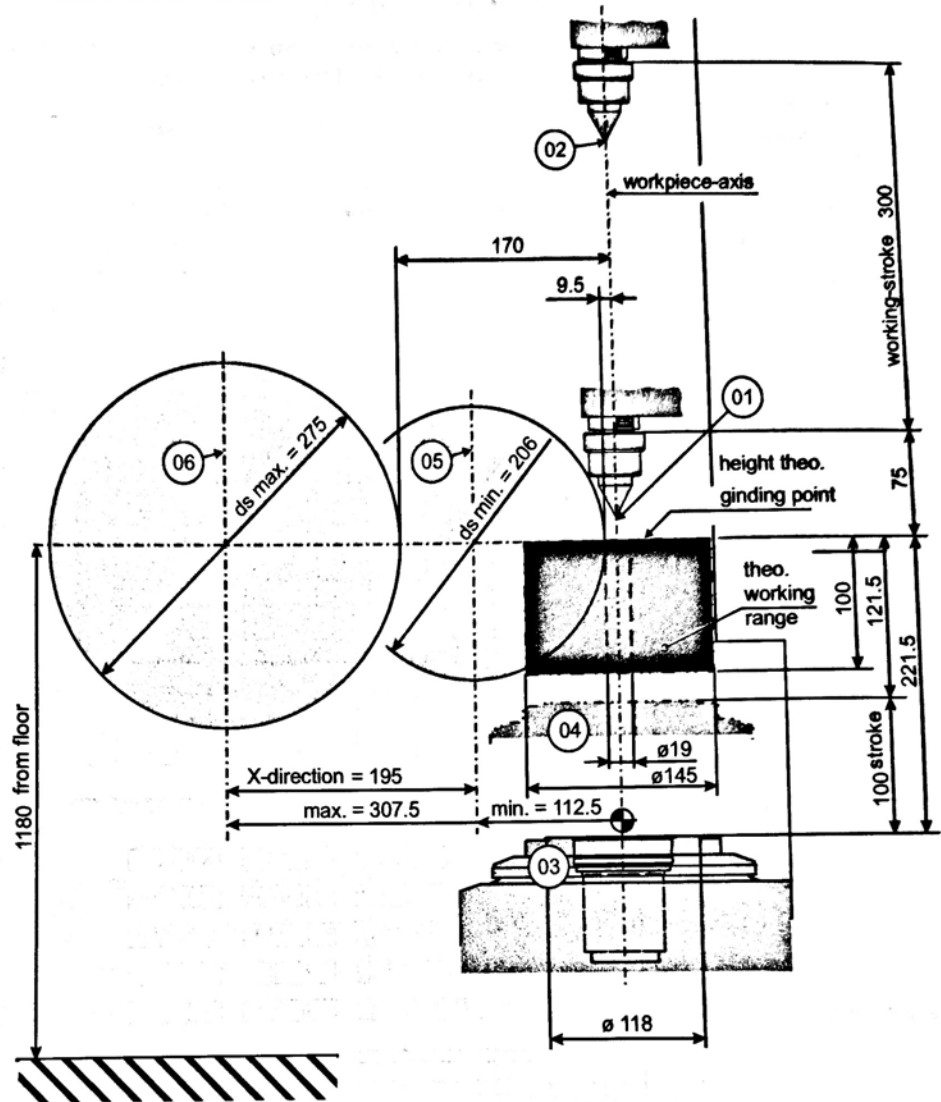 02
workpiece-axis
working-stroke 300
170
9.5
01
06
ds max. = 275
05
ds min. = 206
height theo.
ginding point
75
theo.
working
range
100
121.5
221.5
04
ø19
ø145
100 stroke
X-direction = 195
max. = 307.5
min. = 112.5
1180 from floor
03
ø 118